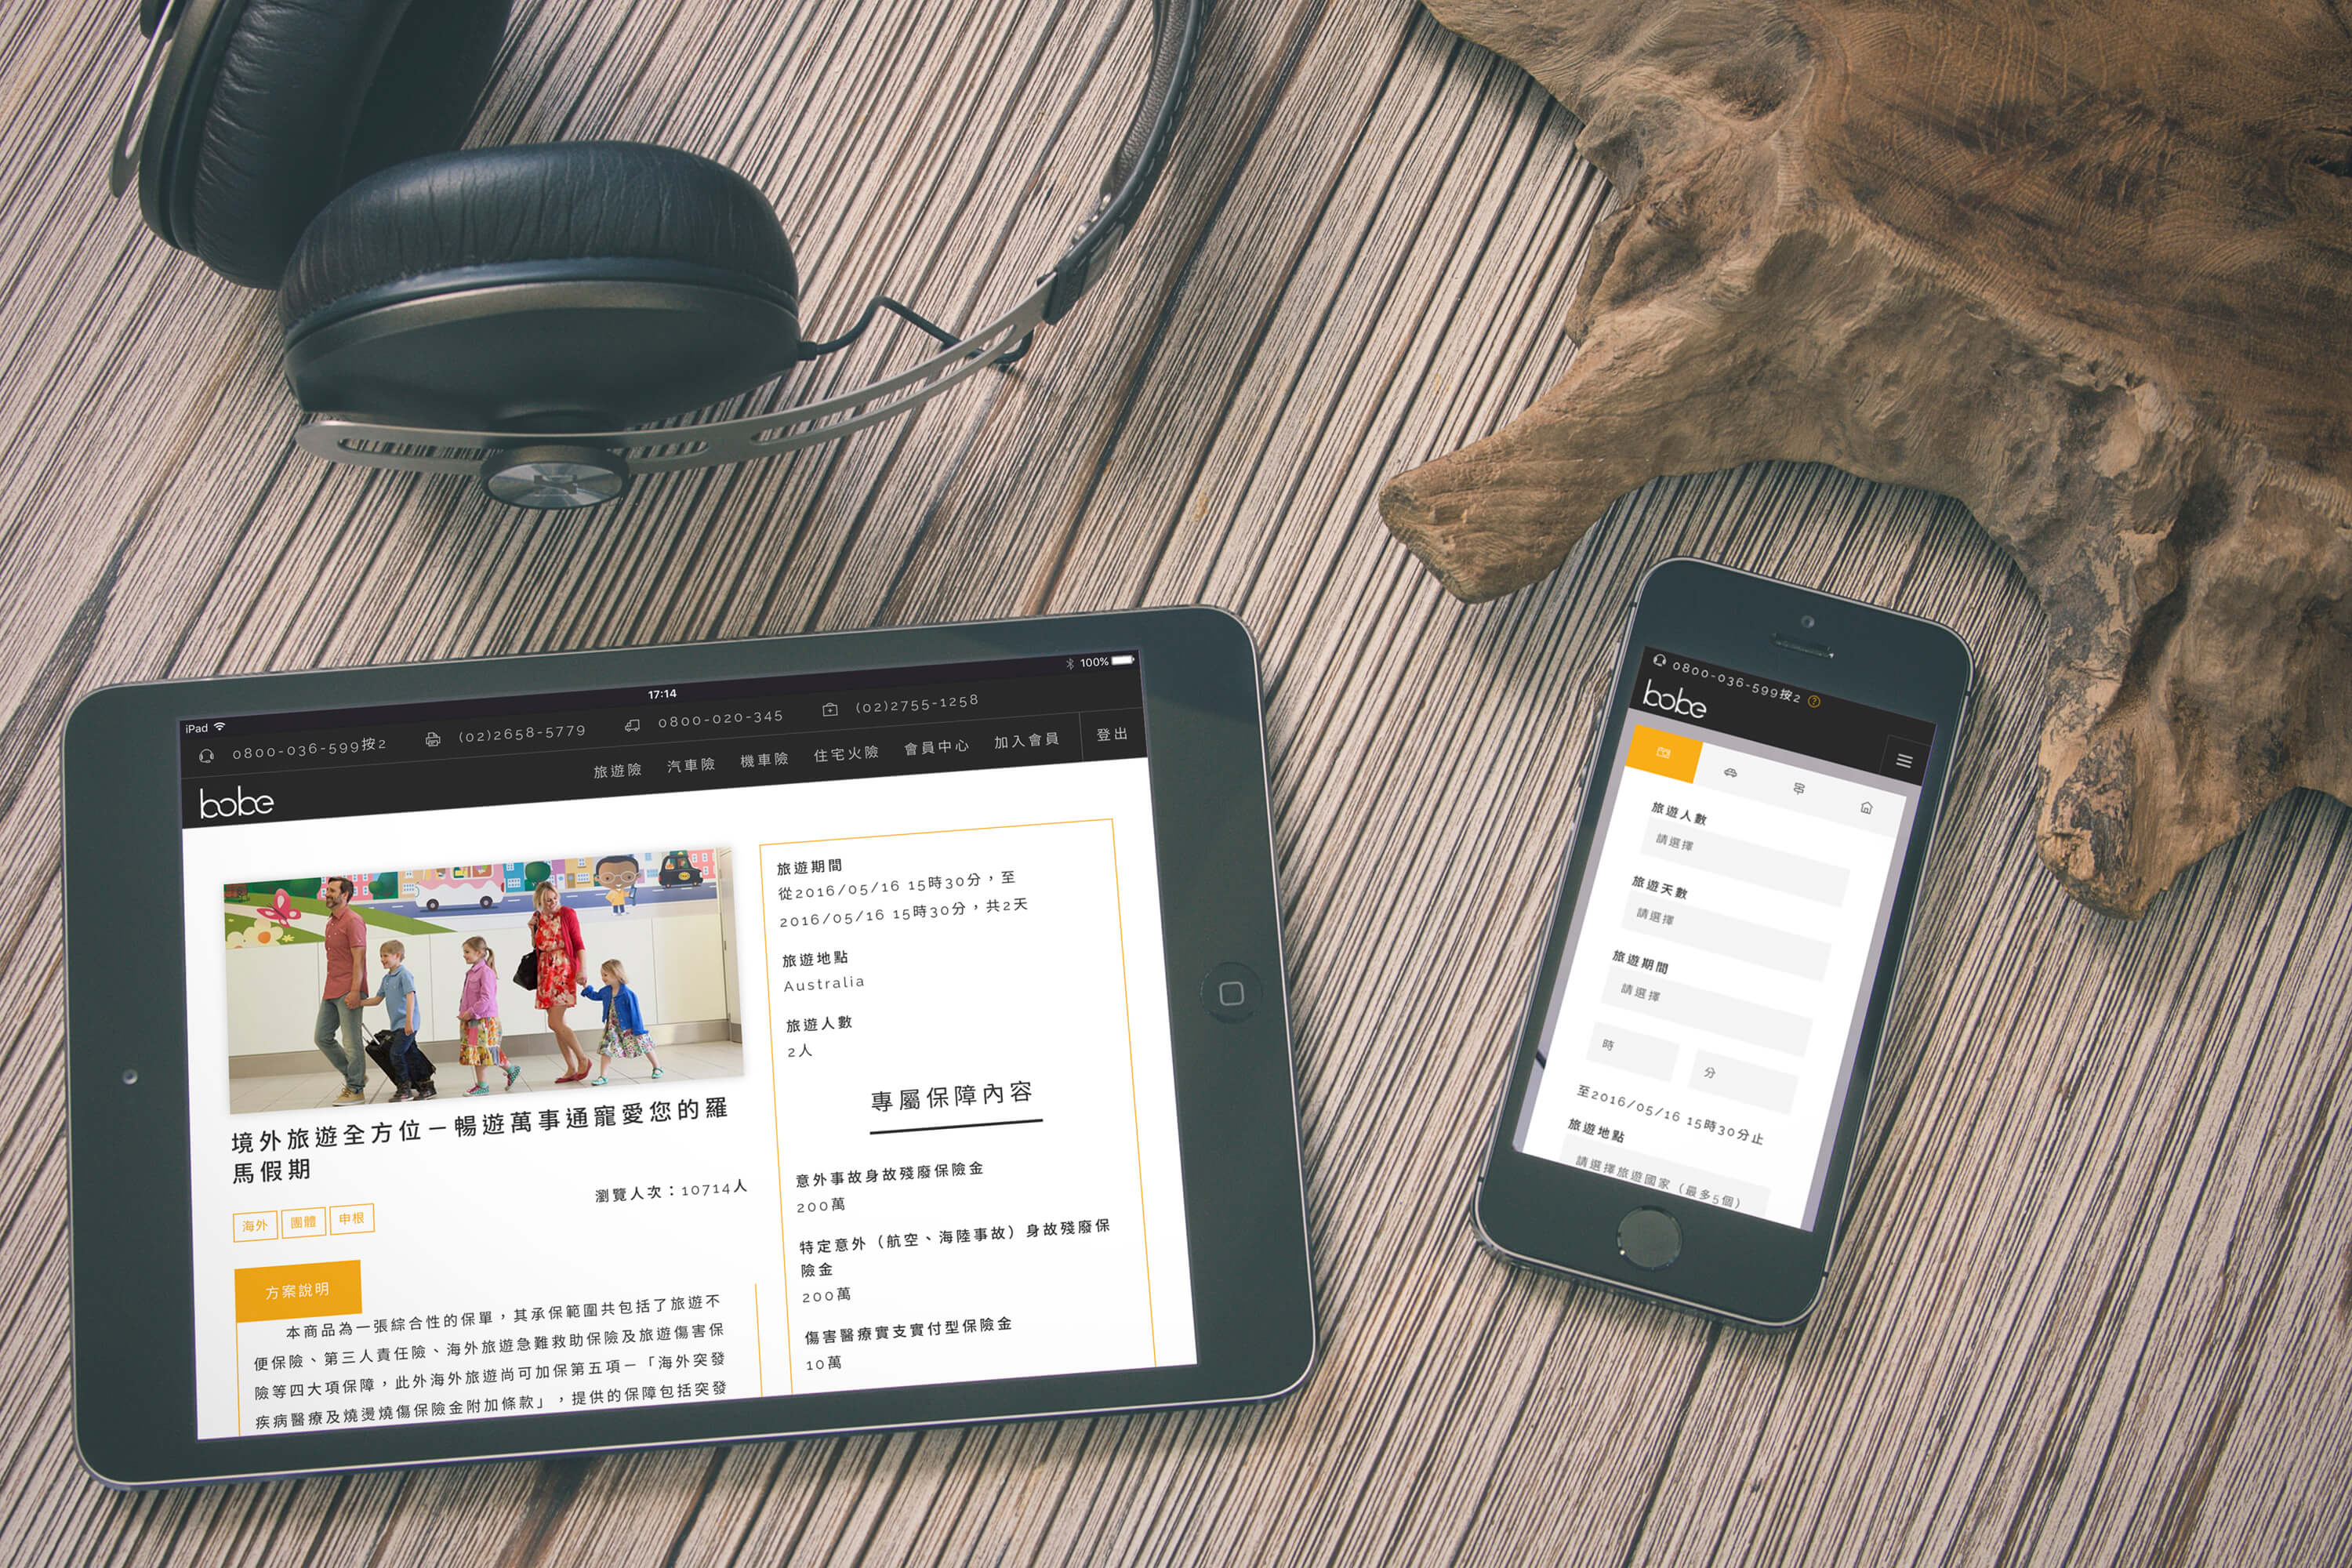 iPad
17:14
100%
0800-036-599按2
(02)2658-5779
0800-020-345
(02)2755-1258
bobe
旅遊險
汽車險
機車險
住宅火險
會員中心
加入會員
登出
境外旅遊全方位－暢遊萬事通寵愛您的羅
馬假期
瀏覽人次：10714人
海外
團體
申根
方案說明
本商品為一張綜合性的保單，其承保範圍共包括了旅遊不
便保險、第三人責任險、海外旅遊急難救助保險及旅遊傷害保
險等四大項保障，此外海外旅遊尚可加保第五項－「海外突發
疾病醫療及燒燙燒傷保險金附加條款」，提供的保障包括突發
旅遊期間
從2016/05/16 15時30分，至
2016/05/16 15時30分，共2天
旅遊地點
Australia
旅遊人數
2人
專屬保障內容
意外事故身故殘廢保險金
200萬
特定意外（航空、海陸事故）身故殘廢保
險金
200萬
傷害醫療實支實付型保險金
10萬
0800-036-599按2 ?
bobe
旅遊人數
請選擇
旅遊天數
請選擇
旅遊期間
請選擇
時
分
至2016/05/16 15時30分止
旅遊地點
請選擇旅遊國家（最多5個）